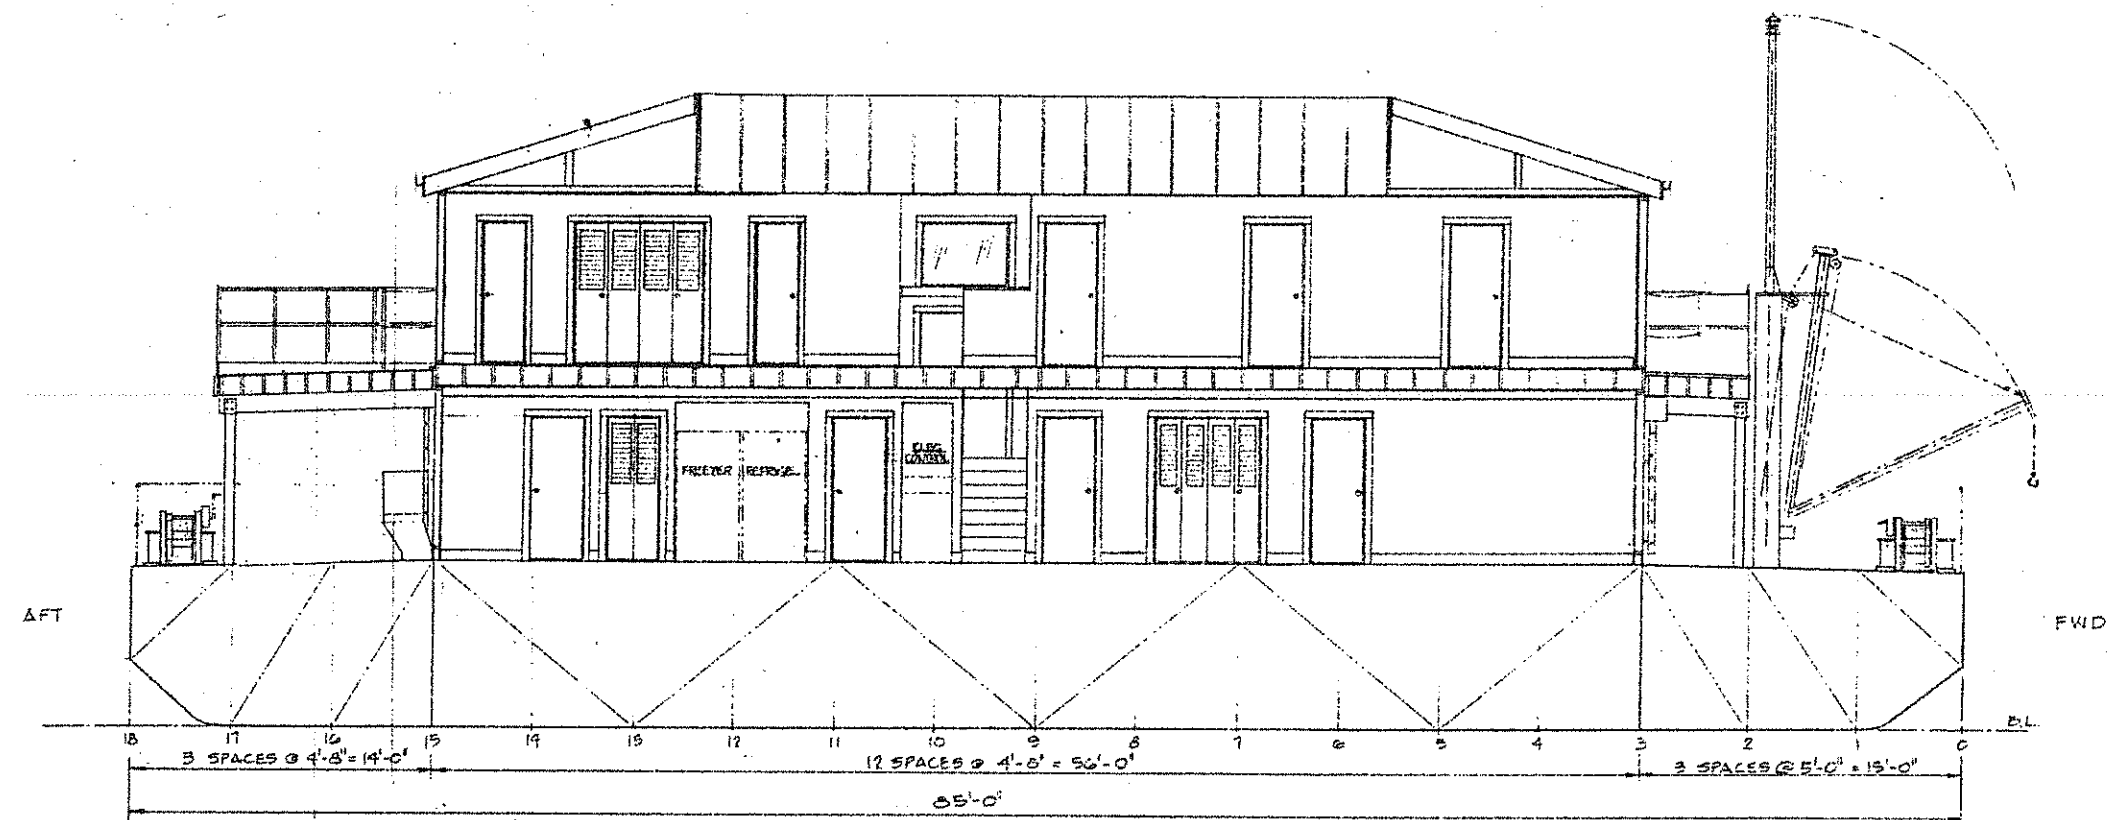 FREEZER REFRIG.
ELEC.
CONTROL
AFT
FWD
B.L.
18 17 16 15 14 13 12 11 10 9 8 7 6 5 4 3 2 1 0
3 SPACES @ 4'-8" = 14'-0" 12 SPACES @ 4'-8" = 56'-0" 3 SPACES @ 5'-0" = 15'-0"
85'-0"